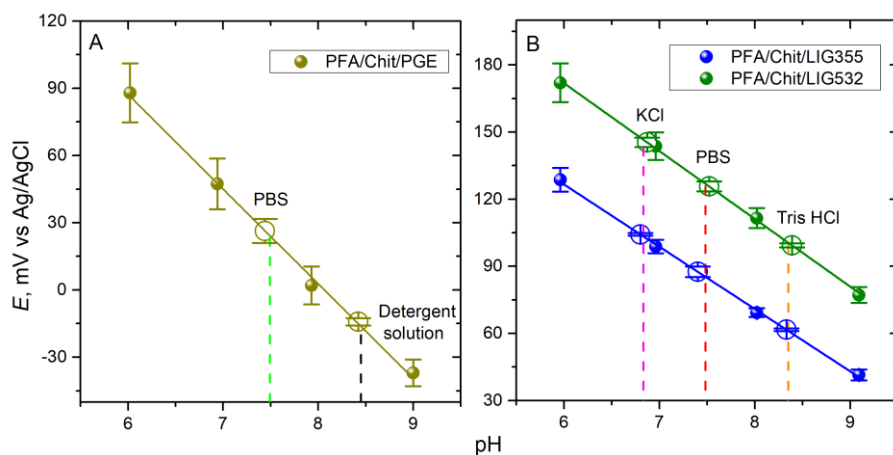 A
PFA/Chit/PGE
120
90
60
30
0
-30
E, mV vs Ag/AgCl
PBS
Detergent
solution
6
7
8
9
B
PFA/Chit/LIG355
PFA/Chit/LIG532
180
150
120
90
60
30
KCl
PBS
Tris HCl
6
7
8
9
pH